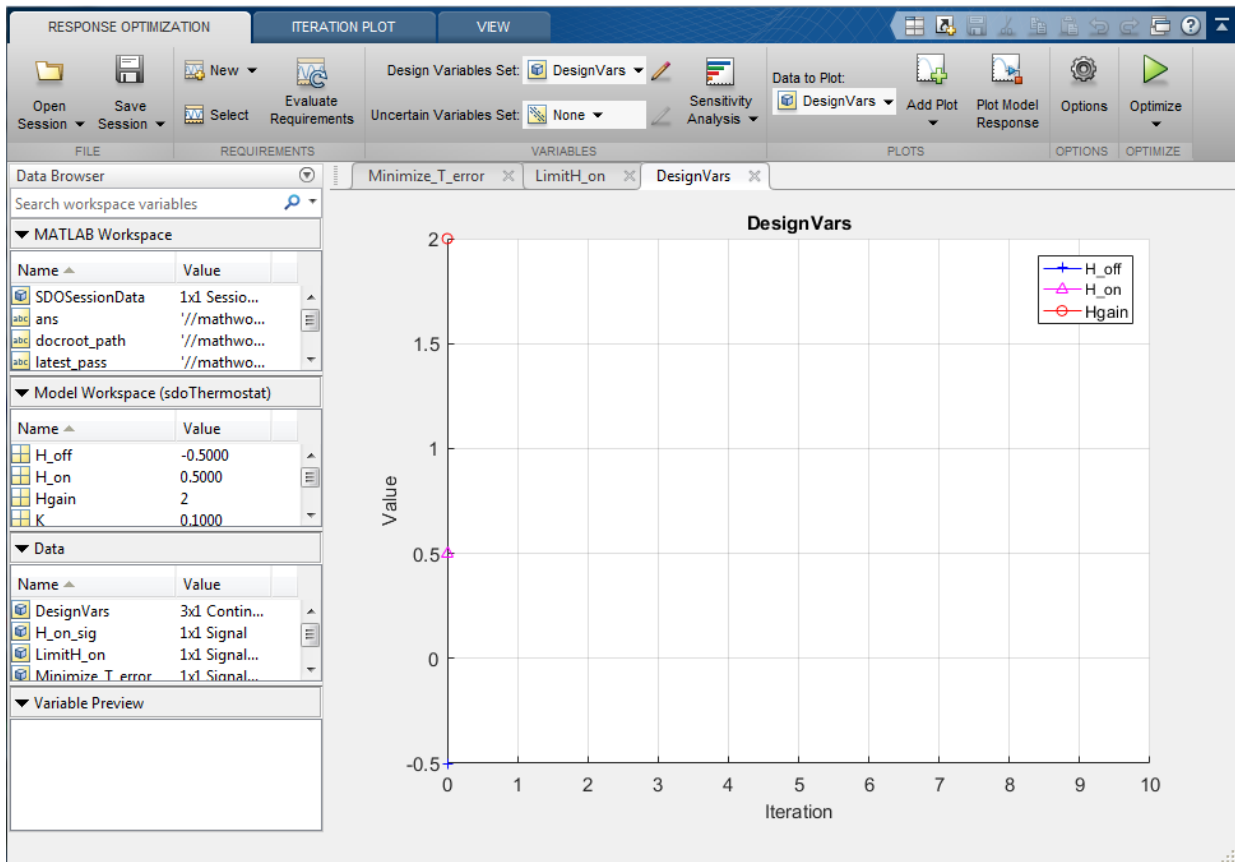 RESPONSE OPTIMIZATION ITERATION PLOT VIEW
New Design Variables Set: DesignVars Data to Plot:
Open Session Save Session Select Evaluate Requirements Uncertain Variables Set: None Sensitivity Analysis DesignVars Add Plot Plot Model Response Options Optimize
FILE REQUIREMENTS VARIABLES PLOTS OPTIONS OPTIMIZE
Data Browser
Search workspace variables
MATLAB Workspace
Name Value
SDOSessionData 1x1 Sessio...
abc ans '//mathwo...
abc docroot_path '//mathwo...
abc latest_pass '//mathwo...
Model Workspace (sdoThermostat)
Name Value
H_off -0.5000
H_on 0.5000
Hgain 2
K 0.1000
Data
Name Value
DesignVars 3x1 Contin...
H_on_sig 1x1 Signal
LimitH_on 1x1 Signal...
Minimize_T_error 1x1 Signal...
Variable Preview
Minimize_T_error LimitH_on DesignVars
DesignVars
H_off
H_on
Hgain
2
1.5
1
0.5
0
-0.5
Value
0 1 2 3 4 5 6 7 8 9 10
Iteration